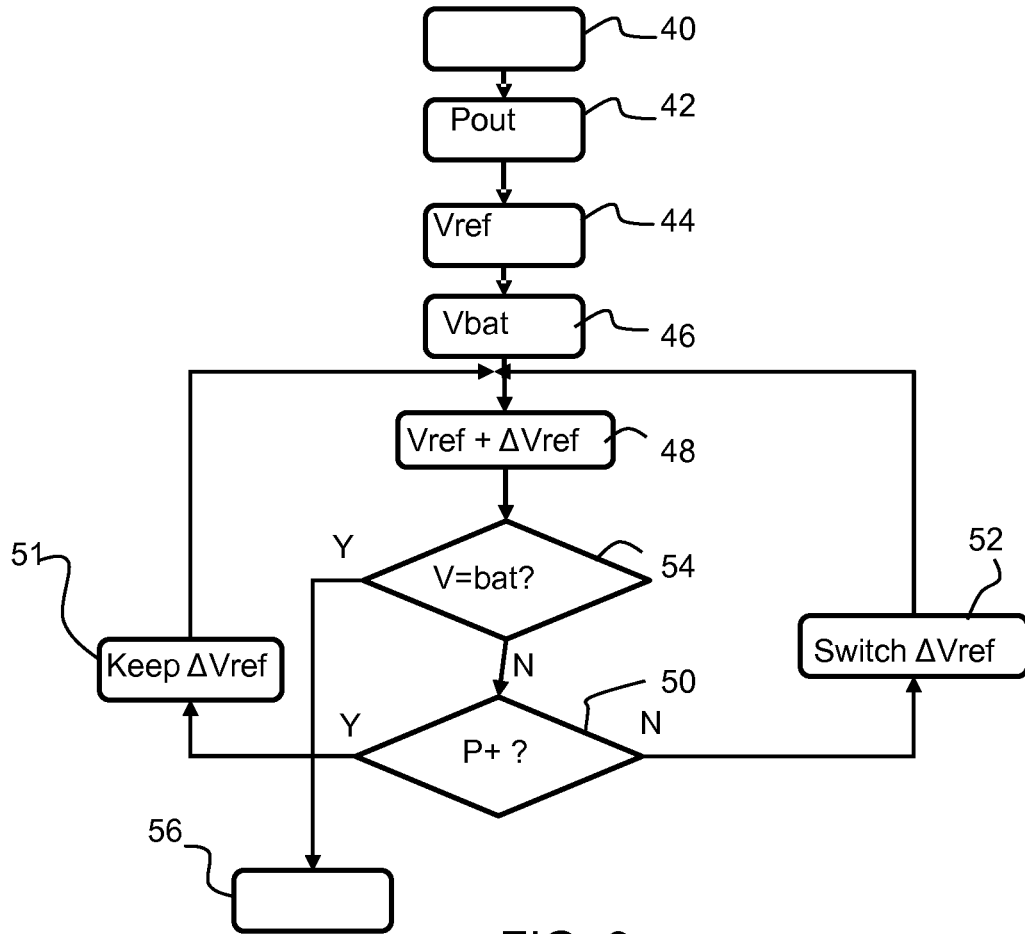 40
Pout
42
Vref
44
Vbat
46
Vref + ΔVref
48
Y
V=bat?
54
51
52
Keep ΔVref
N
Switch ΔVref
50
Y
P+ ?
N
56